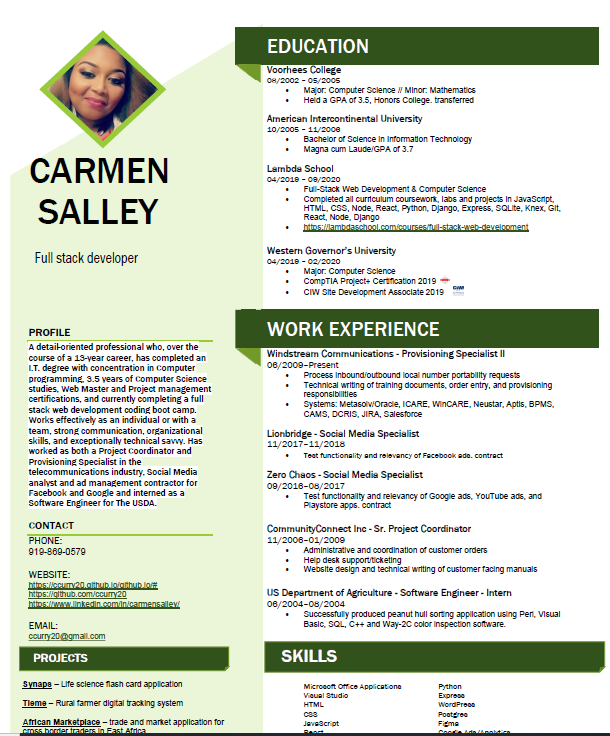 CARMEN
SALLEY
Full stack developer
PROFILE
A detail-oriented professional who, over the
course of a 13-year career, has completed an
I.T. degree with concentration in Computer
programming, 3.5 years of Computer Science
studies, Web Master and Project management
certifications, and currently completing a full
stack web development coding boot camp.
Works effectively as an individual or with a
team, strong communication, organizational
skills, and exceptionally technical savvy. Has
worked as both a Project Coordinator and
Provisioning Specialist in the
telecommunications industry, Social Media
analyst and ad management contractor for
Facebook and Google and interned as a
Software Engineer for The USDA.
CONTACT
PHONE:
919-869-0579
WEBSITE:
https://ccurry20.github.io/github.io/#
https://github.com/ccurry20
https://www.linkedin.com/in/carmensalley/
EMAIL:
ccurry20@gmail.com
PROJECTS
Synaps – Life science flash card application
Tieme – Rural farmer digital tracking system
African Marketplace – trade and market application for
cross border traders in East Africa
EDUCATION
Voorhees College
08/2002 – 05/2005
• Major: Computer Science // Minor: Mathematics
• Held a GPA of 3.5, Honors College. transferred
American Intercontinental University
10/2005 – 11/2006
• Bachelor of Science in Information Technology
• Magna cum Laude/GPA of 3.7
Lambda School
04/2019 – 09/2020
• Full-Stack Web Development & Computer Science
• Completed all curriculum coursework, labs and projects in JavaScript,
HTML, CSS, Node, React, Python, Django, Express, SQLite, Knex, Git,
React, Node, Django
• https://lambdaschool.com/courses/full-stack-web-development
Western Governor's University
04/2019 – 02/2020
• Major: Computer Science
• CompTIA Project+ Certification 2019
• CIW Site Development Associate 2019
CIW
WORK EXPERIENCE
Windstream Communications - Provisioning Specialist II
06/2009–Present
• Process inbound/outbound local number portability requests
• Technical writing of training documents, order entry, and provisioning
responsibilities
• Systems: Metasolv/Oracle, ICARE, WinCARE, Neustar, Aptis, BPMS,
CAMS, DCRIS, JIRA, Salesforce
Lionbridge - Social Media Specialist
11/2017–11/2018
• Test functionality and relevancy of Facebook ads. contract
Zero Chaos - Social Media Specialist
09/2016–08/2017
• Test functionality and relevancy of Google ads, YouTube ads, and
Playstore apps. contract
CommunityConnect Inc - Sr. Project Coordinator
11/2006–01/2009
• Administrative and coordination of customer orders
• Help desk support/ticketing
• Website design and technical writing of customer facing manuals
US Department of Agriculture - Software Engineer - Intern
06/2004–08/2004
• Successfully produced peanut hull sorting application using Perl, Visual
Basic, SQL, C++ and Way-2C color inspection software.
SKILLS
Microsoft Office Applications
Visual Studio
HTML
CSS
JavaScript
React
Python
Express
WordPress
Postgres
Figma
Google Ads/Analytics